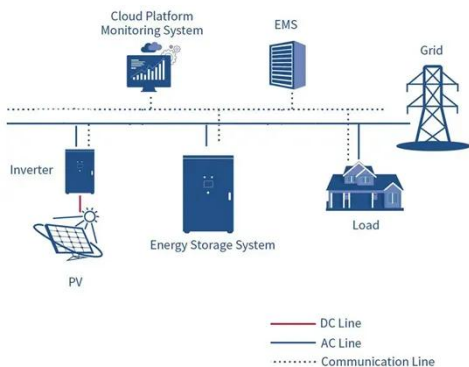 Cloud Platform
Monitoring System
EMS
Grid
Inverter
Energy Storage System
Load
PV
DC Line
AC Line
Communication Line